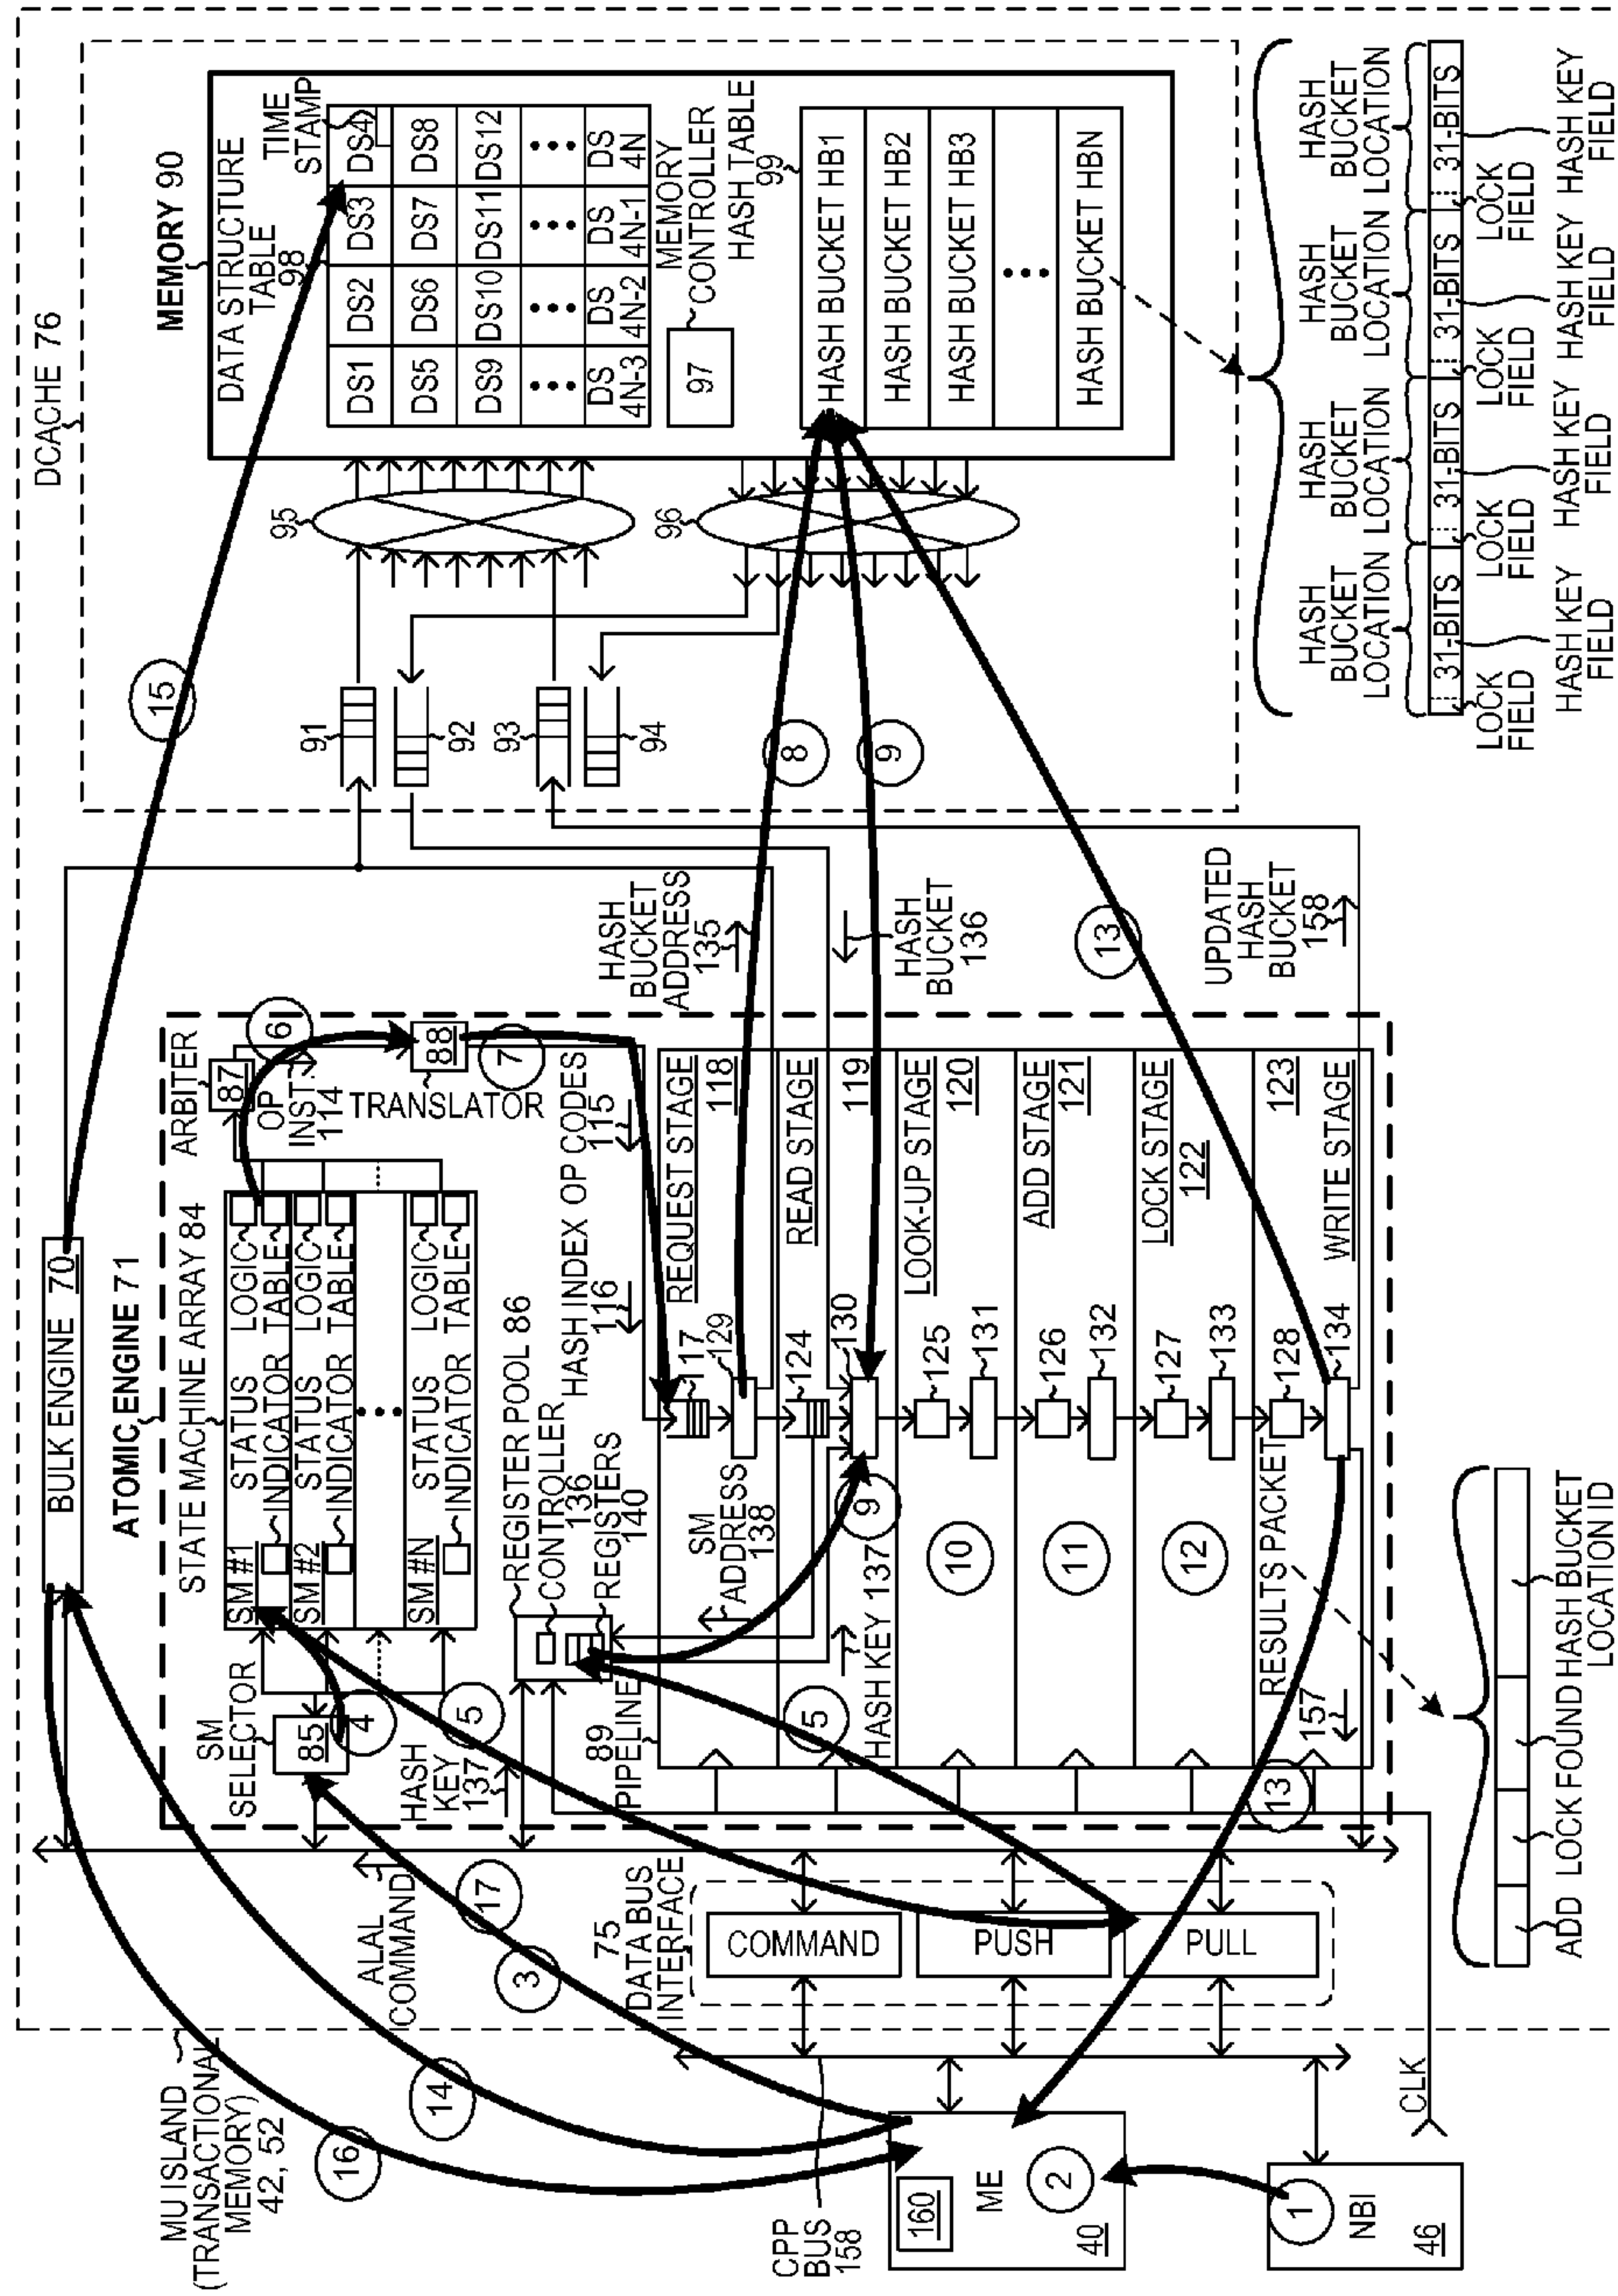 MU ISLAND
(TRANSACTIONAL
MEMORY)
42, 52
16
14
17
3
ALAL
COMMAND
CPP
BUS
158
160
ME
2
40
1
NBI
46
CLK
75
DATA BUS
INTERFACE
COMMAND
PUSH
PULL
BULK ENGINE 70
ATOMIC ENGINE 71
STATE MACHINE ARRAY 84
SM
SELECTOR
85
4
5
HASH
KEY
137
SM #1
STATUS
INDICATOR
LOGIC
TABLE
SM #2
STATUS
INDICATOR
LOGIC
TABLE
SM #N
STATUS
INDICATOR
LOGIC
TABLE
ARBITER
87
6
OP
INST.
114
88
7
TRANSLATOR
REGISTER POOL 86
CONTROLLER
136
REGISTERS
140
HASH INDEX
116
OP CODES
115
89
PIPELINE
5
SM
ADDRESS
138
9
HASH KEY 137
REQUEST STAGE
118
117
129
READ STAGE
119
124
130
LOOK-UP STAGE
120
125
131
10
ADD STAGE
121
126
132
11
LOCK STAGE
122
127
133
12
WRITE STAGE
123
128
134
RESULTS PACKET
157
13
ADD
LOCK
FOUND
HASH BUCKET
LOCATION ID
15
HASH
BUCKET
ADDRESS
135
HASH
BUCKET
136
UPDATED
HASH
BUCKET
158
13
8
9
DCACHE 76
91
92
93
94
95
96
MEMORY 90
DATA STRUCTURE
TABLE
98
TIME
STAMP
DS1 DS2 DS3 DS4
DS5 DS6 DS7 DS8
DS9 DS10 DS11 DS12
DS
4N-3
DS
4N-2
DS
4N-1
DS
4N
97
MEMORY
CONTROLLER
HASH TABLE
99
HASH BUCKET HB1
HASH BUCKET HB2
HASH BUCKET HB3
HASH BUCKET HBN
HASH
BUCKET
LOCATION
HASH
BUCKET
LOCATION
HASH
BUCKET
LOCATION
HASH
BUCKET
LOCATION
31-BITS
31-BITS
31-BITS
31-BITS
LOCK
FIELD
LOCK
FIELD
LOCK
FIELD
LOCK
FIELD
HASH KEY
FIELD
HASH KEY
FIELD
HASH KEY
FIELD
HASH KEY
FIELD